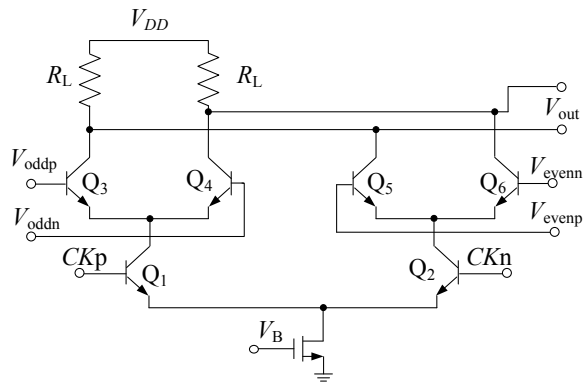 V_DD
R_L
R_L
V_out
V_oddp
Q_3
Q_4
Q_5
Q_6
V_evenn
V_oddn
V_evenp
CKp
Q_1
Q_2
CKn
V_B